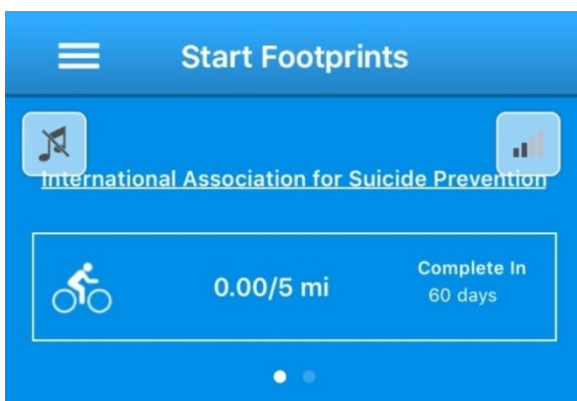 Start Footprints
International Association for Suicide Prevention
0.00/5 mi
Complete In
60 days